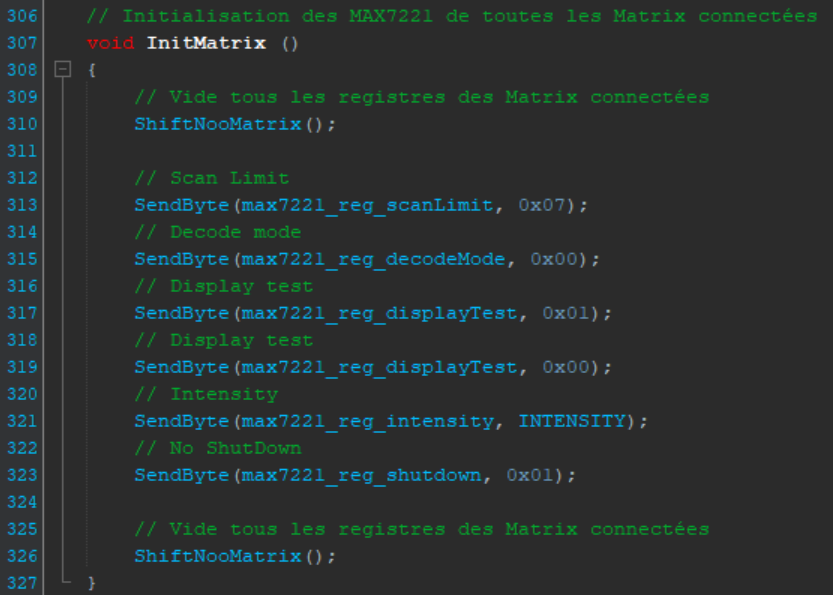 306 // Initialisation des MAX7221 de toutes les Matrix connectées
307 void InitMatrix ()
308 {
309 // Vide tous les registres des Matrix connectées
310 ShiftNooMatrix();
311
312 // Scan Limit
313 SendByte(max7221_reg_scanLimit, 0x07);
314 // Decode mode
315 SendByte(max7221_reg_decodeMode, 0x00);
316 // Display test
317 SendByte(max7221_reg_displayTest, 0x01);
318 // Display test
319 SendByte(max7221_reg_displayTest, 0x00);
320 // Intensity
321 SendByte(max7221_reg_intensity, INTENSITY);
322 // No ShutDown
323 SendByte(max7221_reg_shutdown, 0x01);
324
325 // Vide tous les registres des Matrix connectées
326 ShiftNooMatrix();
327 }